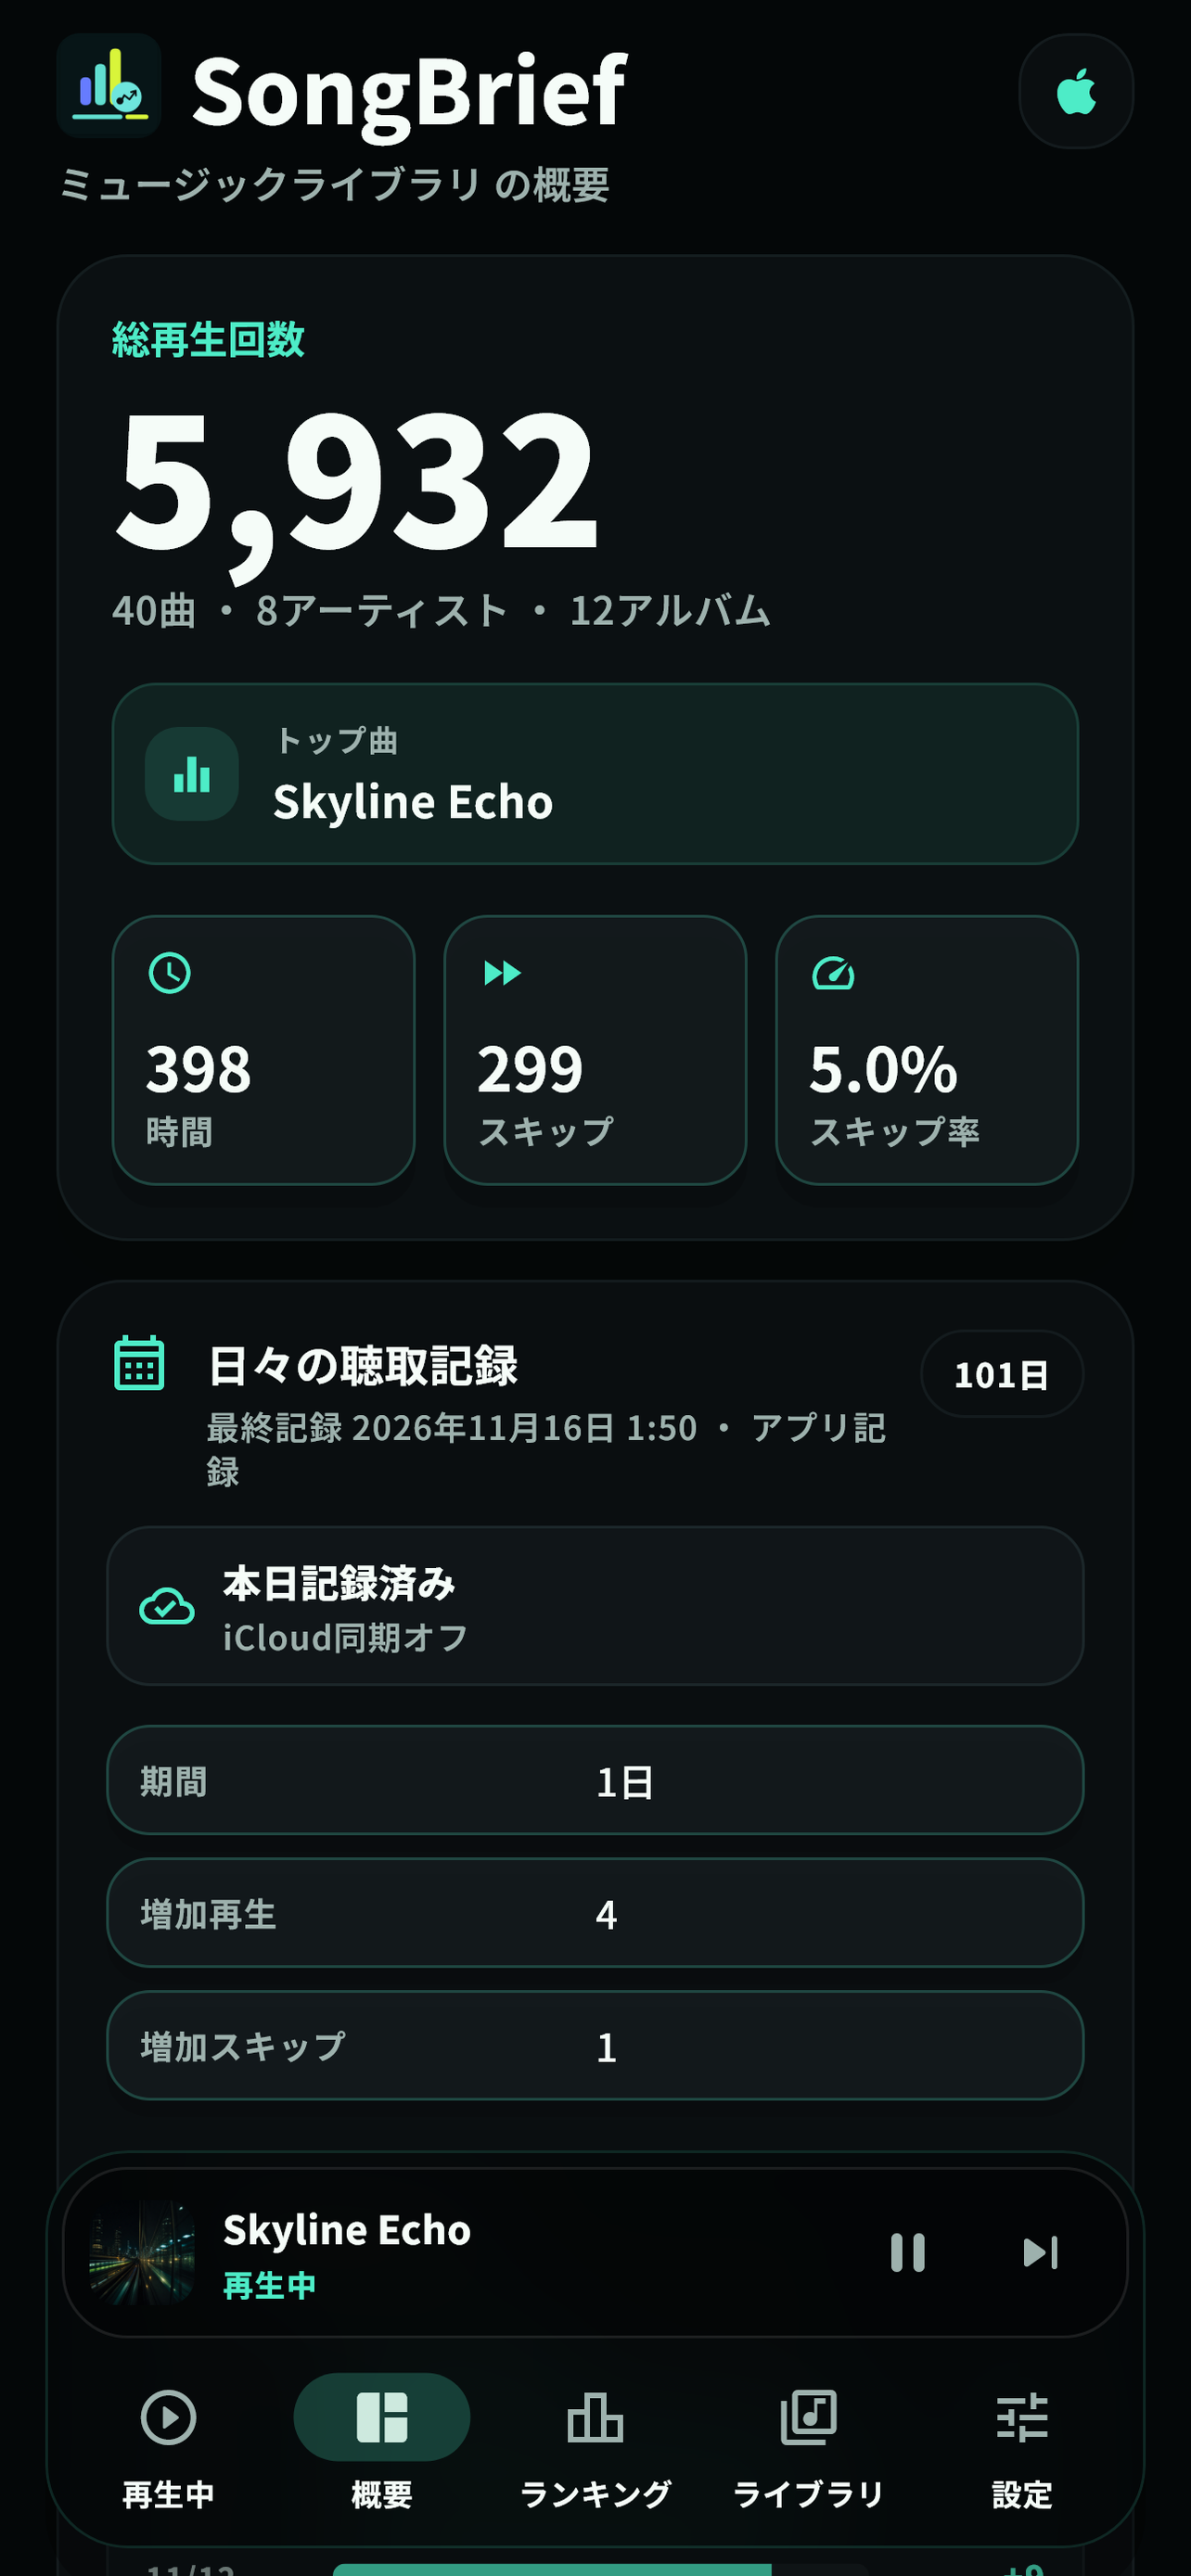 SongBrief
ミュージックライブラリ の概要
総再生回数
5,932
40曲 ・ 8アーティスト ・ 12アルバム
トップ曲
Skyline Echo
398
時間
299
スキップ
5.0%
スキップ率
日々の聴取記録
101日
最終記録 2026年11月16日 1:50 ・ アプリ記
録
本日記録済み
iCloud同期オフ
期間
1日
増加再生
4
増加スキップ
1
Skyline Echo
再生中
再生中
概要
ランキング
ライブラリ
設定